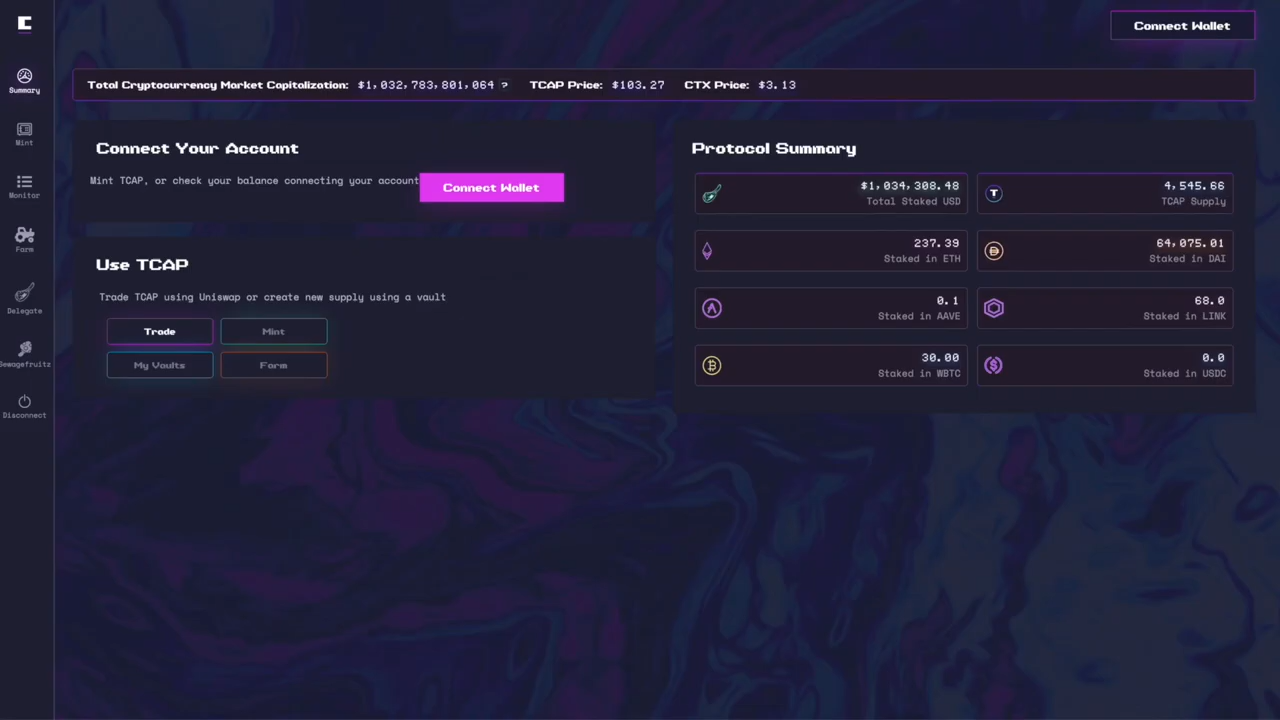 C
Connect Wallet
Total Cryptocurrency Market Capitalization: $1,032,783,801,064 ? TCAP Price: $103.27 CTX Price: $3.13
Summary
Mint
Monitor
Farm
Delegate
Sewagefruitz
Disconnect
Connect Your Account
Mint TCAP, or check your balance connecting your account
Connect Wallet
Use TCAP
Trade TCAP using Uniswap or create new supply using a vault
Trade
Mint
My Vaults
Farm
Protocol Summary
$1,034,308.48
Total Staked USD
4,545.66
TCAP Supply
237.39
Staked in ETH
64,075.01
Staked in DAI
0.1
Staked in AAVE
68.0
Staked in LINK
30.00
Staked in WBTC
0.0
Staked in USDC